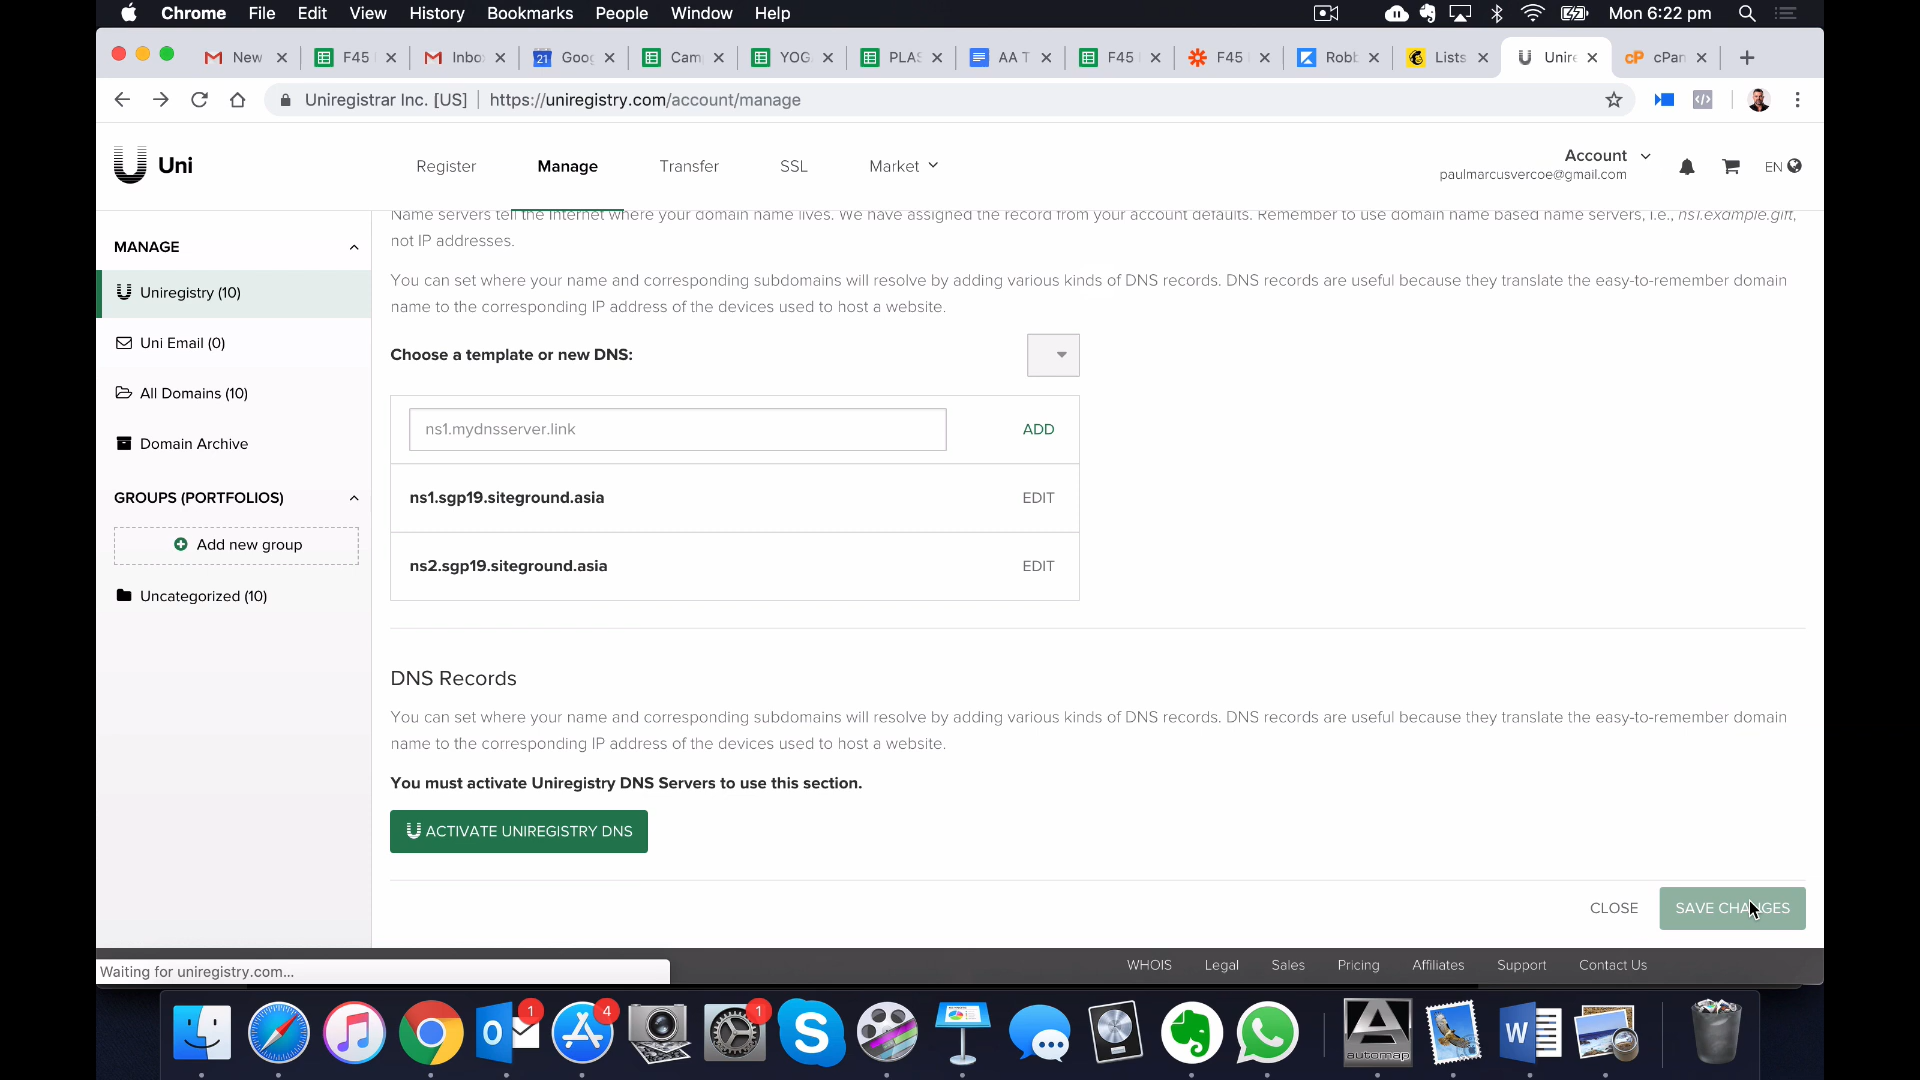 Chrome File Edit View History Bookmarks People Window Help Mon 6:22 pm
New F45 Inbo 21 Goog Cam YOG PLAS AA T F45 F45 Robb Lists Unire cP cPan
Uniregistrar Inc. [US] https://uniregistry.com/account/manage
Uni Register Manage Transfer SSL Market Account EN
paulmarcusvercoe@gmail.com
Name servers tell the Internet where your domain name lives. We have assigned the record from your account defaults. Remember to use domain name based name servers, i.e., ns1.example.gift,
not IP addresses.
MANAGE
Uniregistry (10)
Uni Email (0)
All Domains (10)
Domain Archive
GROUPS (PORTFOLIOS)
Add new group
Uncategorized (10)
You can set where your name and corresponding subdomains will resolve by adding various kinds of DNS records. DNS records are useful because they translate the easy-to-remember domain
name to the corresponding IP address of the devices used to host a website.
Choose a template or new DNS:
ns1.mydnsserver.link ADD
ns1.sgp19.siteground.asia EDIT
ns2.sgp19.siteground.asia EDIT
DNS Records
You can set where your name and corresponding subdomains will resolve by adding various kinds of DNS records. DNS records are useful because they translate the easy-to-remember domain
name to the corresponding IP address of the devices used to host a website.
You must activate Uniregistry DNS Servers to use this section.
ACTIVATE UNIREGISTRY DNS
CLOSE SAVE CHANGES
Waiting for uniregistry.com...
WHOIS Legal Sales Pricing Affiliates Support Contact Us
1 4 1
automap